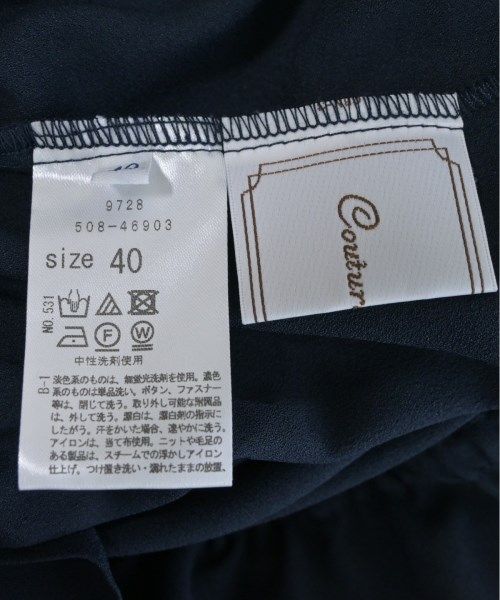 9728
508-46903
size 40
NO.531
F
W
中性洗剤使用
B-1
淡色系のものは、無蛍光洗剤を使用。濃色
系のものは単品洗い。ボタン、ファスナー
等は、閉じて洗う。取り外し可能な附属品
は、外して洗う。漂白は、漂白剤の指示に
したがう。汗をかいた場合、速やかに洗う。
アイロンは、当て布使用。ニットや毛足の
ある製品は、スチームでの浮かしアイロン
仕上げ。つけ置き洗い・濡れたままの放置、
Coutur